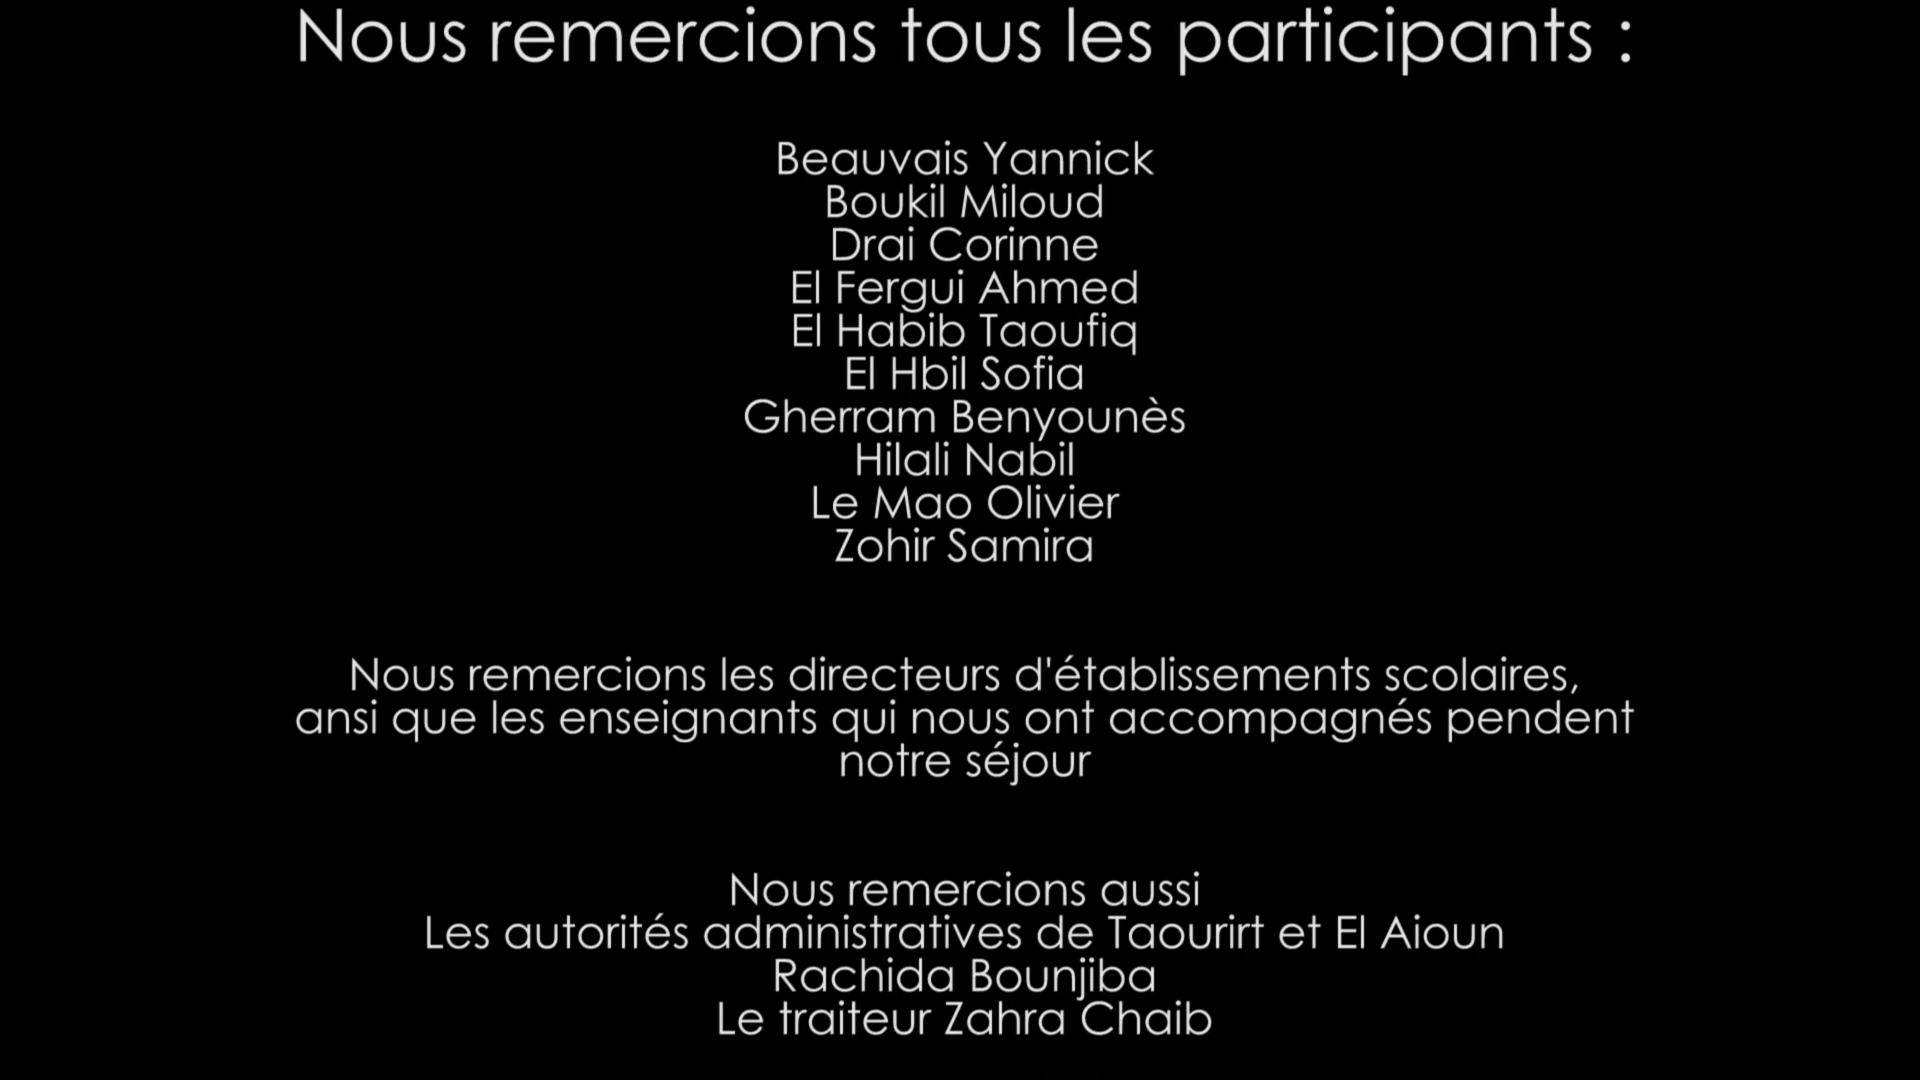 Nous remercions tous les participants :
Beauvais Yannick
Boukil Miloud
Drai Corinne
El Fergui Ahmed
El Habib Taoufiq
El Hbil Sofia
Gherram Benyounès
Hilali Nabil
Le Mao Olivier
Zohir Samira
Nous remercions les directeurs d'établissements scolaires,
ansi que les enseignants qui nous ont accompagnés pendent
notre séjour
Nous remercions aussi
Les autorités administratives de Taourirt et El Aioun
Rachida Bounjiba
Le traiteur Zahra Chaib